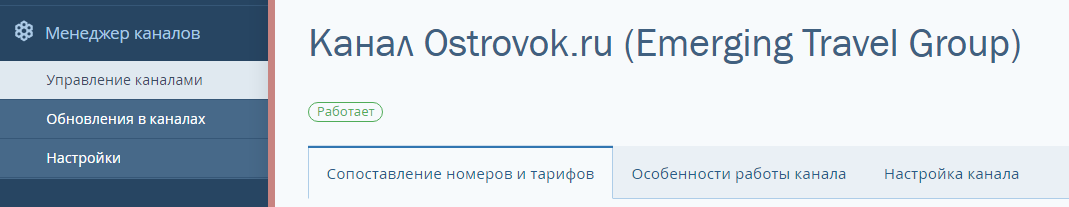 Менеджер каналов
Управление каналами
Обновления в каналах
Настройки
Канал Ostrovok.ru (Emerging Travel Group)
Работает
Сопоставление номеров и тарифов
Особенности работы канала
Настройка канала